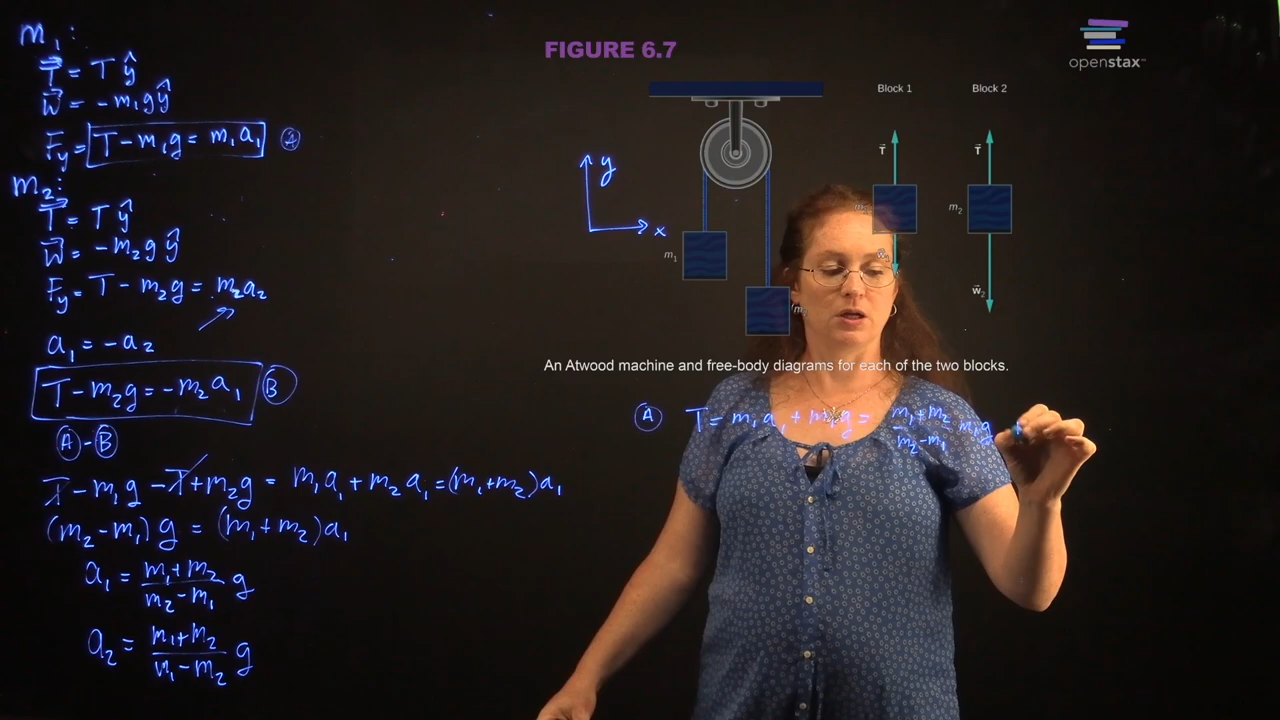 m₁:
T⃗ = T ŷ
w⃗ = -m₁g ŷ
F_y = T - m₁g = m₁a₁ Ⓐ
m₂:
T⃗ = T ŷ
w⃗ = -m₂g ŷ
F_y = T - m₂g = m₂a₂
a₁ = -a₂
T - m₂g = -m₂a₁ Ⓑ
Ⓐ - Ⓑ
T - m₁g - T + m₂g = m₁a₁ + m₂a₁ = (m₁+m₂)a₁
(m₂-m₁)g = (m₁+m₂)a₁
a₁ = (m₁+m₂)/(m₂-m₁) g
a₂ = (m₁+m₂)/(m₁-m₂) g
FIGURE 6.7
openstax™
Block 1
Block 2
T⃗
T⃗
y
x
m₁
m₂
w⃗₂
An Atwood machine and free-body diagrams for each of the two blocks.
Ⓐ T = m₁a₁ + m₁g = (m₁+m₂)/(m₂-m₁) m₁g